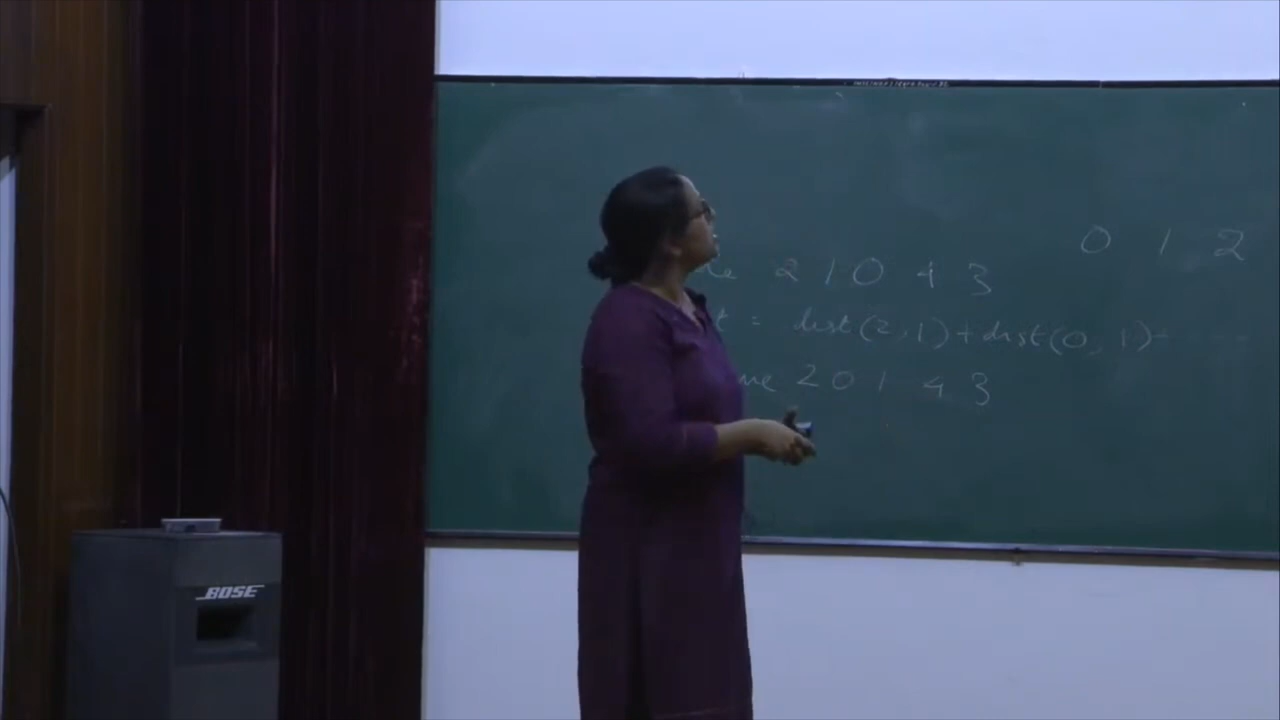 2 1 0 4 3
0 1 2
= dist(2,1) + dist(0,1) + ....
2 0 1 4 3
BOSE